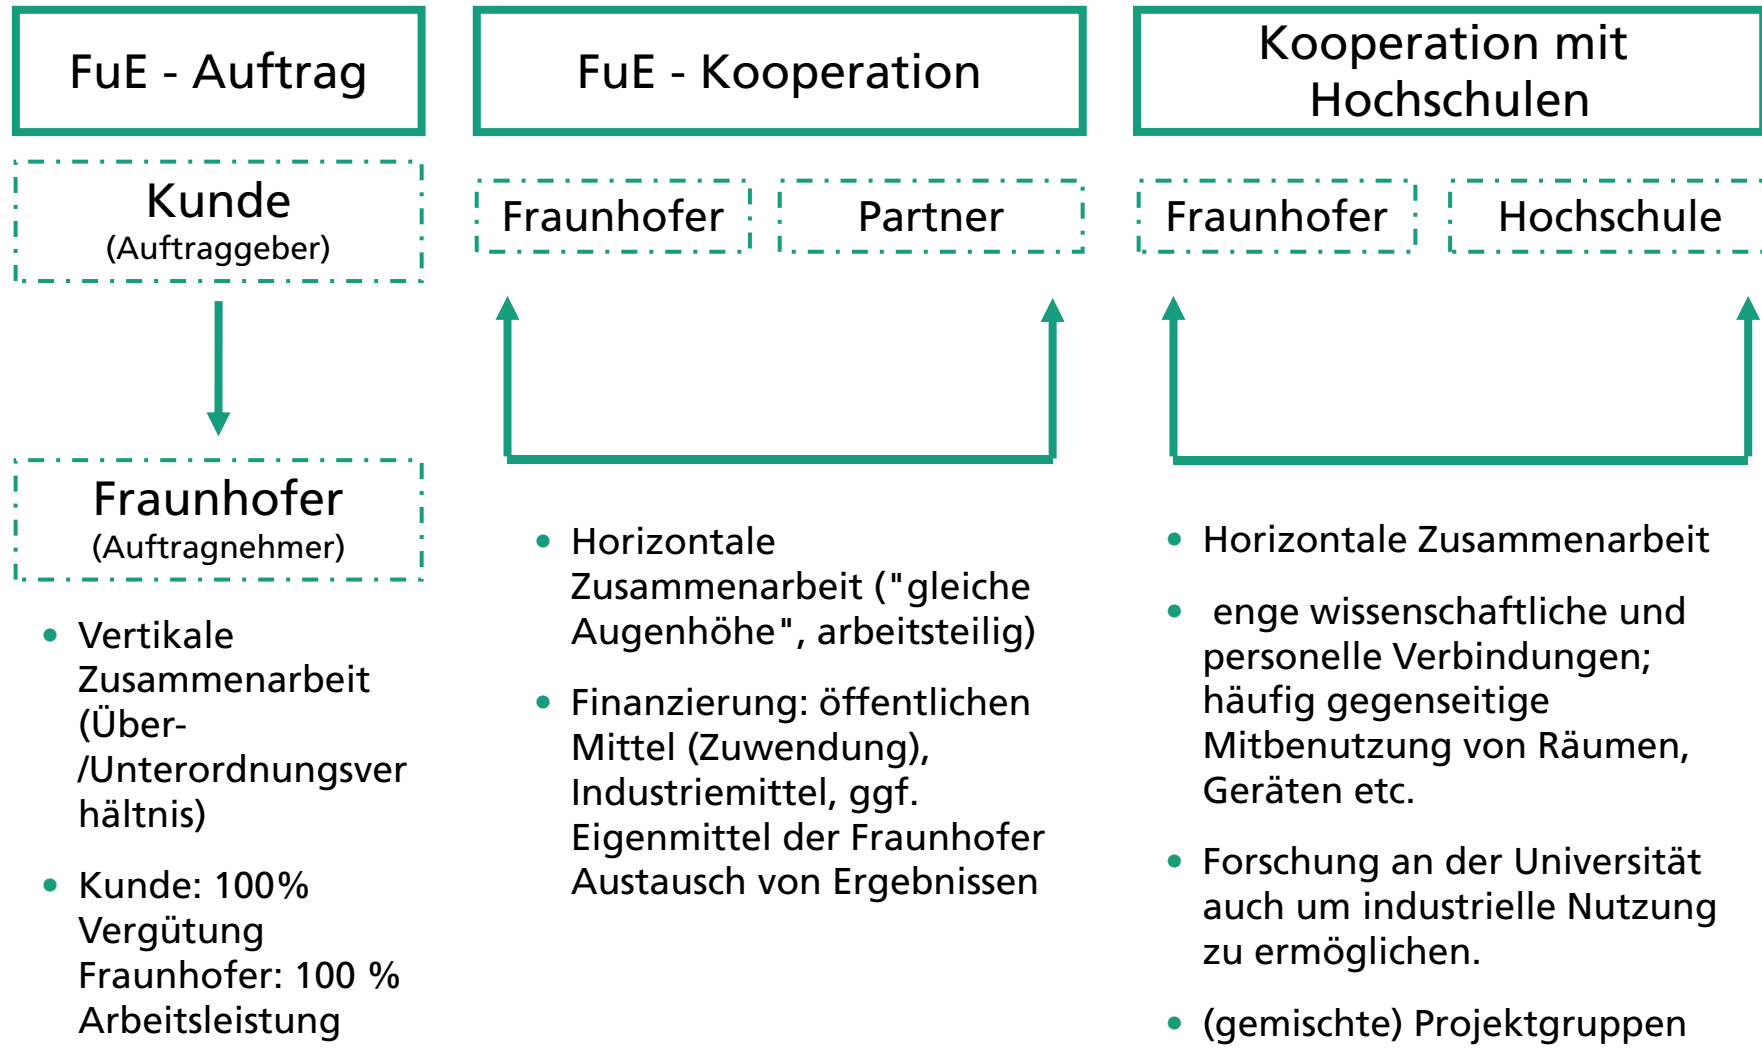 FuE - Auftrag
Kunde
(Auftraggeber)
Fraunhofer
(Auftragnehmer)
• Vertikale
Zusammenarbeit
(Über-
/Unterordnungsver
hältnis)
• Kunde: 100%
Vergütung
Fraunhofer: 100 %
Arbeitsleistung
FuE - Kooperation
Fraunhofer
Partner
• Horizontale
Zusammenarbeit ("gleiche
Augenhöhe", arbeitsteilig)
• Finanzierung: öffentlichen
Mittel (Zuwendung),
Industriemittel, ggf.
Eigenmittel der Fraunhofer
Austausch von Ergebnissen
Kooperation mit
Hochschulen
Fraunhofer
Hochschule
• Horizontale Zusammenarbeit
• enge wissenschaftliche und
personelle Verbindungen;
häufig gegenseitige
Mitbenutzung von Räumen,
Geräten etc.
• Forschung an der Universität
auch um industrielle Nutzung
zu ermöglichen.
• (gemischte) Projektgruppen